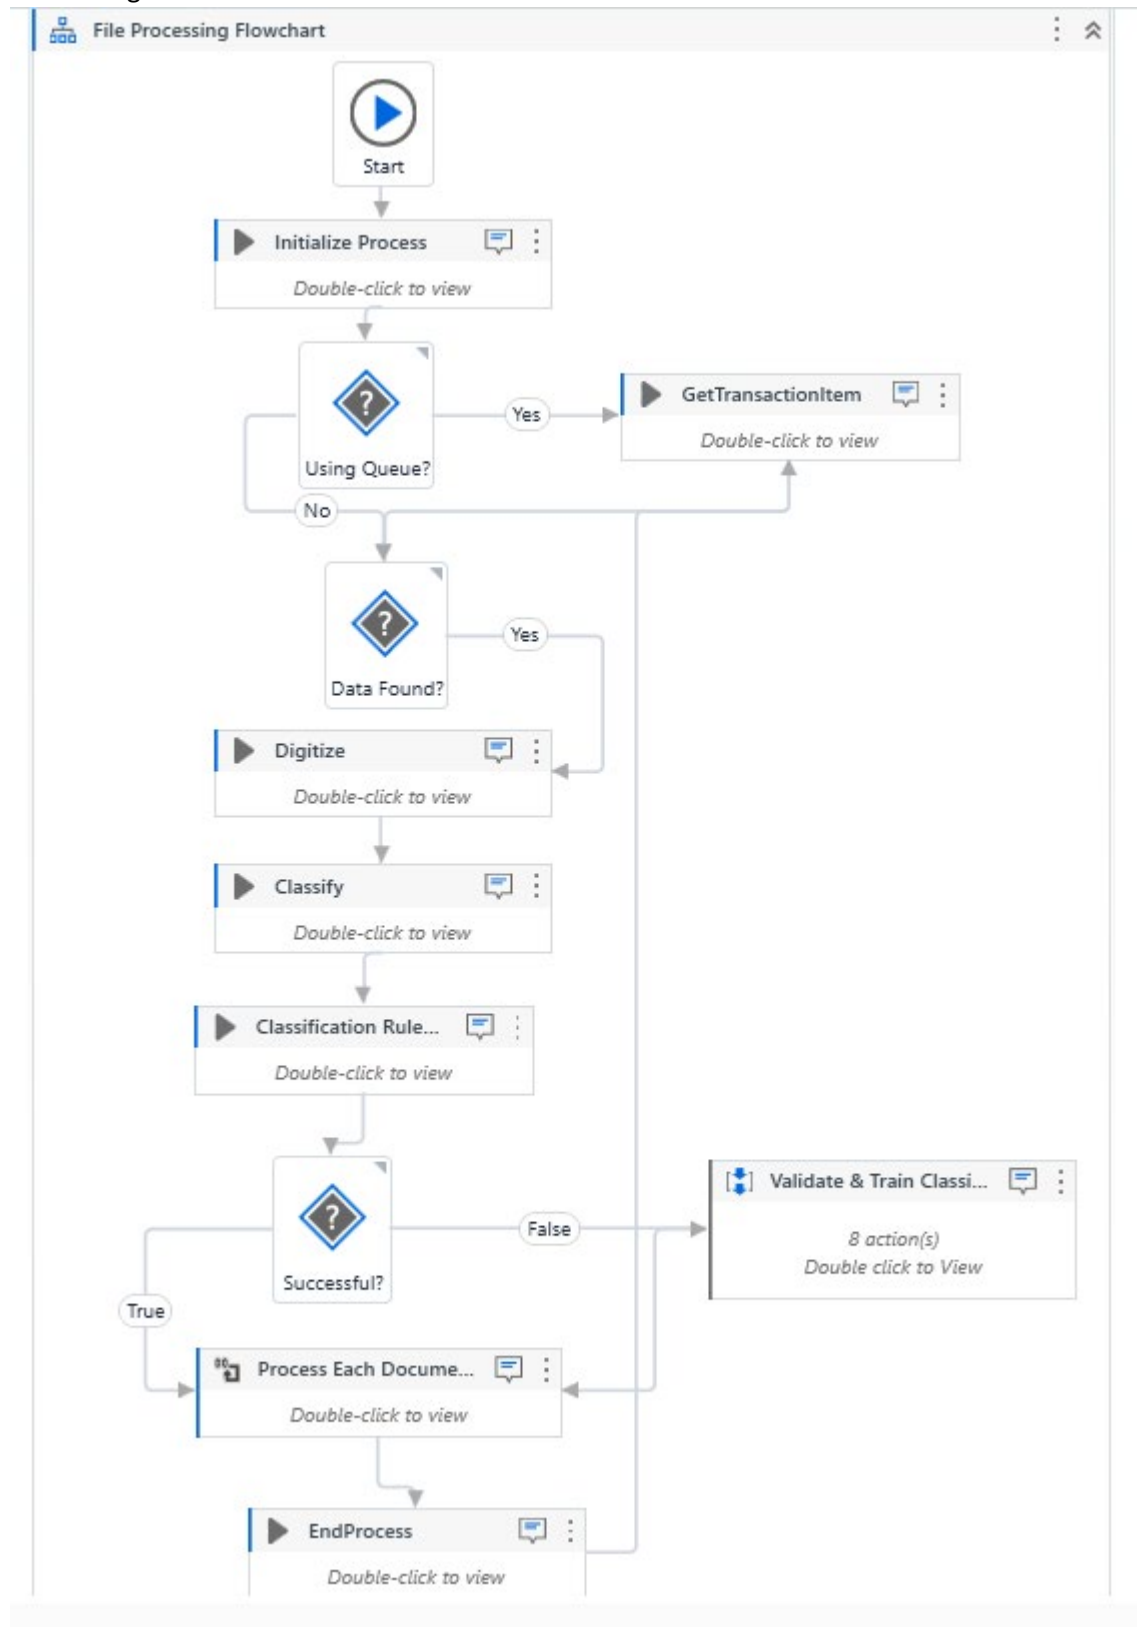 File Processing Flowchart
Start
Initialize Process
Double-click to view
Using Queue?
Yes
GetTransactionItem
Double-click to view
No
Data Found?
Yes
Digitize
Double-click to view
Classify
Double-click to view
Classification Rule...
Double-click to view
Successful?
False
Validate & Train Classi...
8 action(s)
Double click to View
True
Process Each Docume...
Double-click to view
EndProcess
Double-click to view